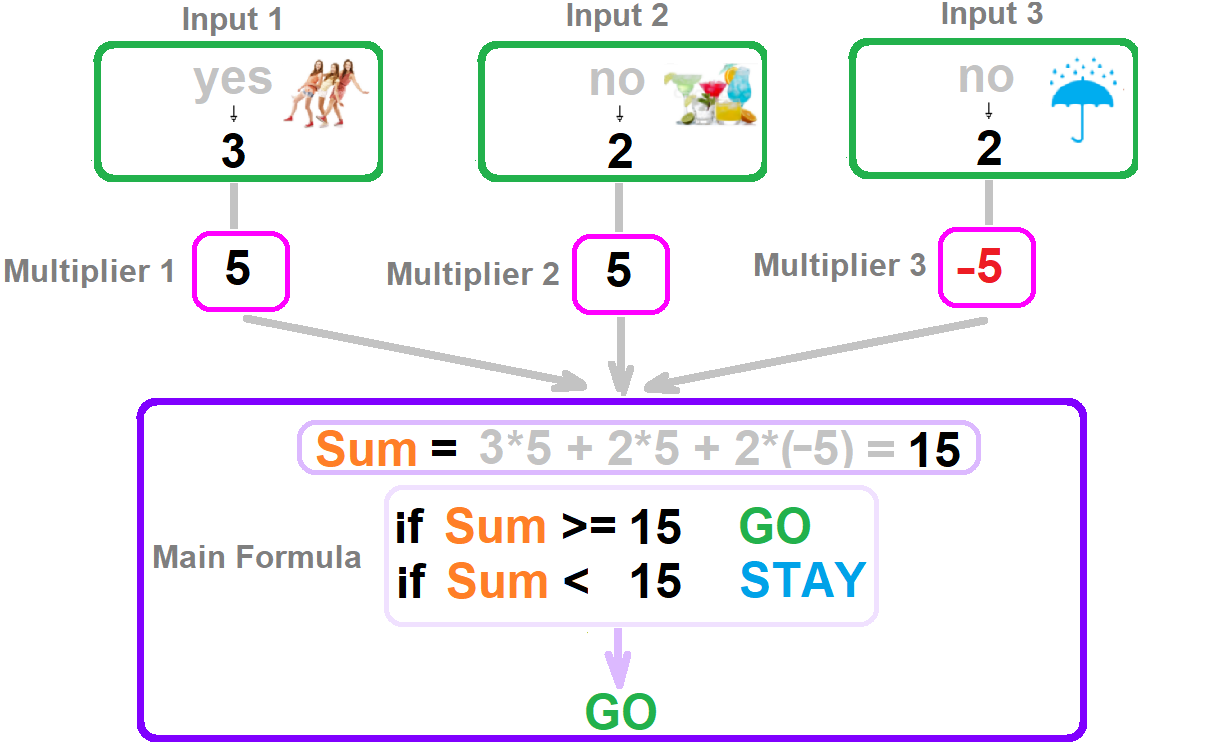 Input 1
Input 2
Input 3
yes
no
no
3
2
2
Multiplier 1
5
Multiplier 2
5
Multiplier 3
-5
Sum = 3*5 + 2*5 + 2*(-5) = 15
if Sum >= 15 GO
Main Formula
if Sum < 15 STAY
GO